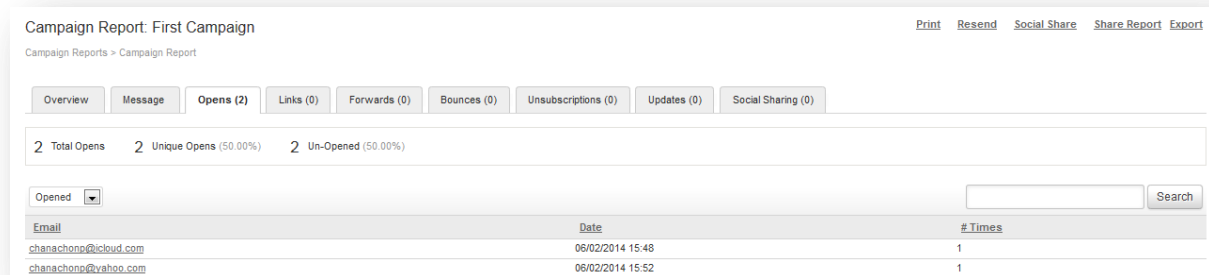 Campaign Report: First Campaign
Print Resend Social Share Share Report Export
Campaign Reports > Campaign Report
Overview Message Opens (2) Links (0) Forwards (0) Bounces (0) Unsubscriptions (0) Updates (0) Social Sharing (0)
2 Total Opens 2 Unique Opens (50.00%) 2 Un-Opened (50.00%)
Opened Search
Email Date # Times
chanachonp@icloud.com 06/02/2014 15:48 1
chanachonp@yahoo.com 06/02/2014 15:52 1